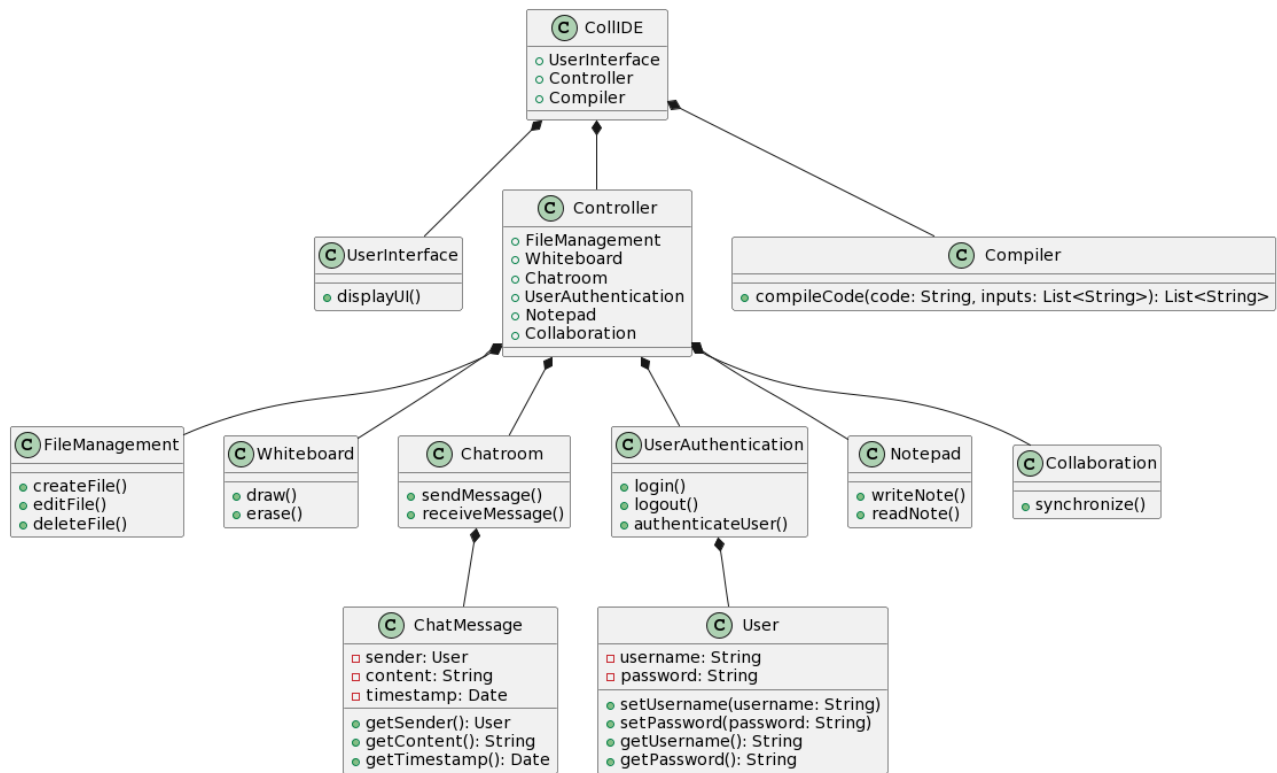 C CollIDE
UserInterface
Controller
Compiler
C UserInterface
displayUI()
C Controller
FileManagement
Whiteboard
Chatroom
UserAuthentication
Notepad
Collaboration
C Compiler
compileCode(code: String, inputs: List<String>): List<String>
C FileManagement
createFile()
editFile()
deleteFile()
C Whiteboard
draw()
erase()
C Chatroom
sendMessage()
receiveMessage()
C UserAuthentication
login()
logout()
authenticateUser()
C Notepad
writeNote()
readNote()
C Collaboration
synchronize()
C ChatMessage
sender: User
content: String
timestamp: Date
getSender(): User
getContent(): String
getTimestamp(): Date
C User
username: String
password: String
setUsername(username: String)
setPassword(password: String)
getUsername(): String
getPassword(): String